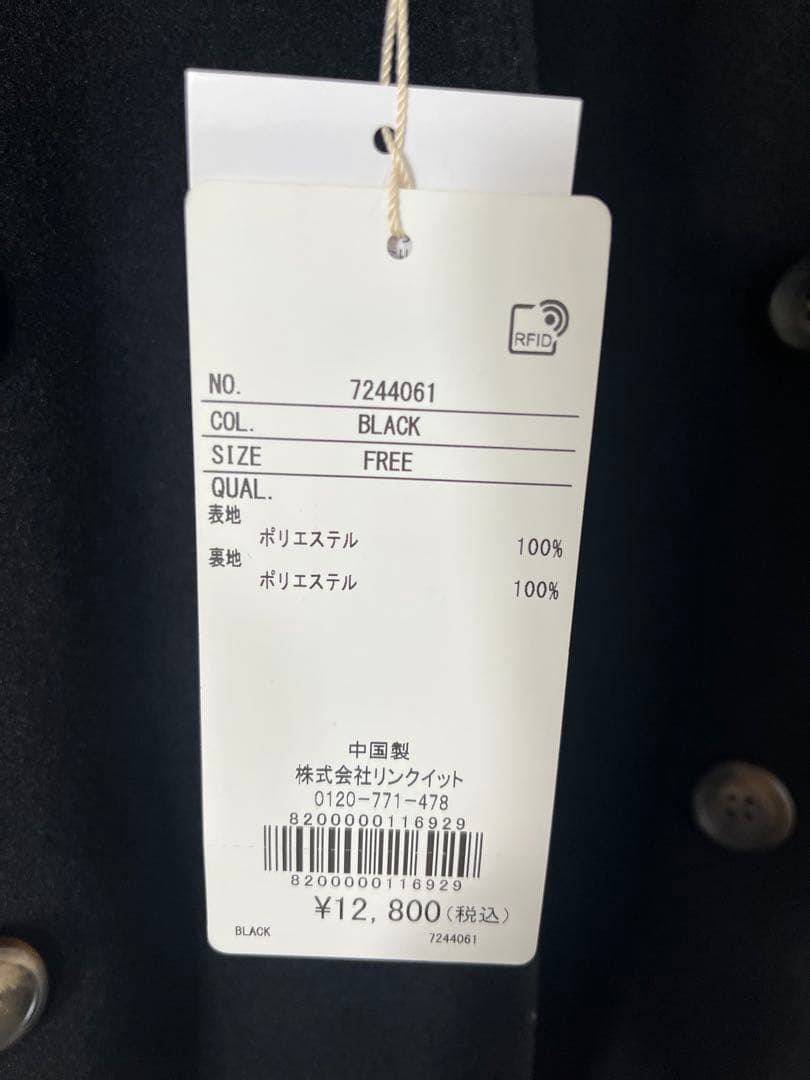 RFID
NO. 7244061
COL. BLACK
SIZE FREE
QUAL.
表地
ポリエステル 100%
裏地
ポリエステル 100%
中国製
株式会社リンクイット
0120-771-478
8200000116929
8200000116929
¥12,800(税込)
BLACK 7244061